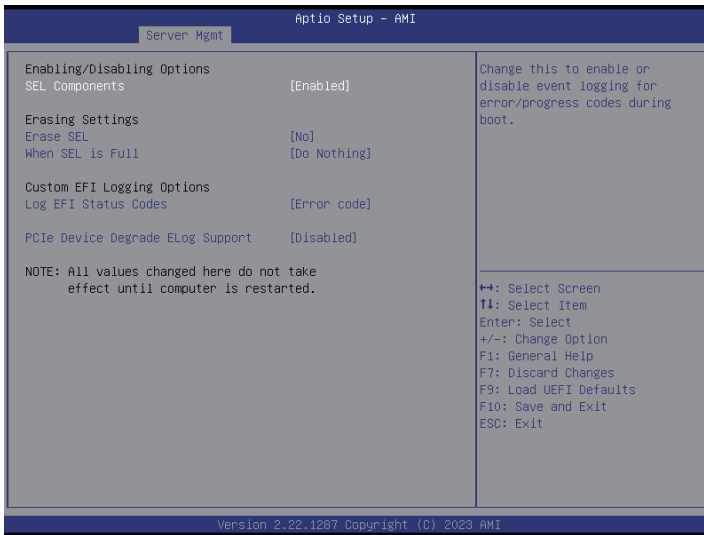 Aptio Setup - AMI
Server Mgmt
Enabling/Disabling Options
SEL Components [Enabled]
Erasing Settings
Erase SEL [No]
When SEL is Full [Do Nothing]
Custom EFI Logging Options
Log EFI Status Codes [Error code]
PCIe Device Degrade ELog Support [Disabled]
NOTE: All values changed here do not take
effect until computer is restarted.
Change this to enable or
disable event logging for
error/progress codes during
boot.
↔: Select Screen
↑↓: Select Item
Enter: Select
+/-: Change Option
F1: General Help
F7: Discard Changes
F9: Load UEFI Defaults
F10: Save and Exit
ESC: Exit
Version 2.22.1287 Copyright (C) 2023 AMI